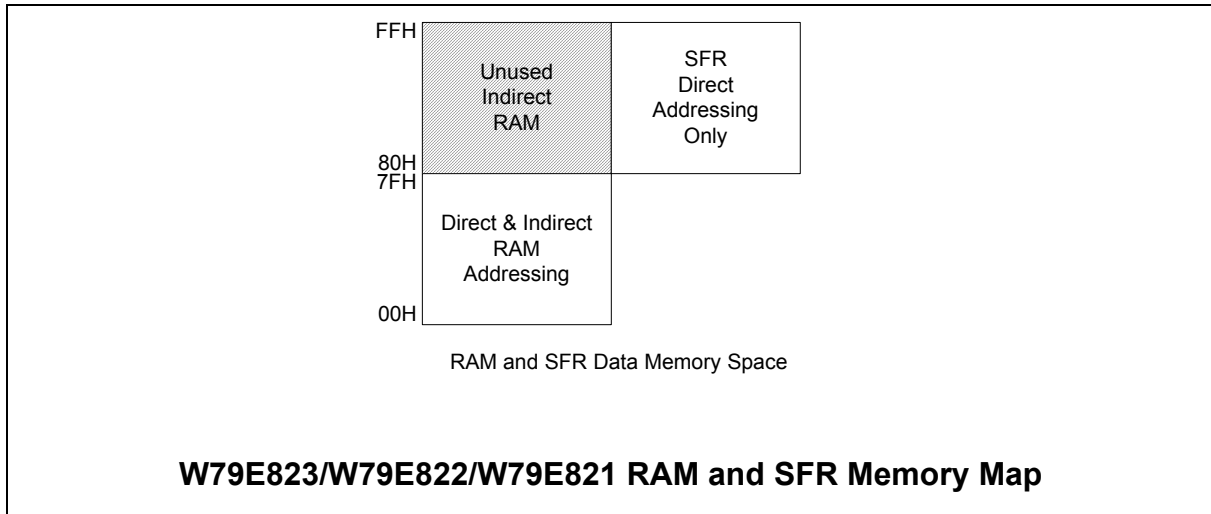 FFH
Unused
Indirect
RAM
SFR
Direct
Addressing
Only
80H
7FH
Direct & Indirect
RAM
Addressing
00H
RAM and SFR Data Memory Space
W79E823/W79E822/W79E821 RAM and SFR Memory Map